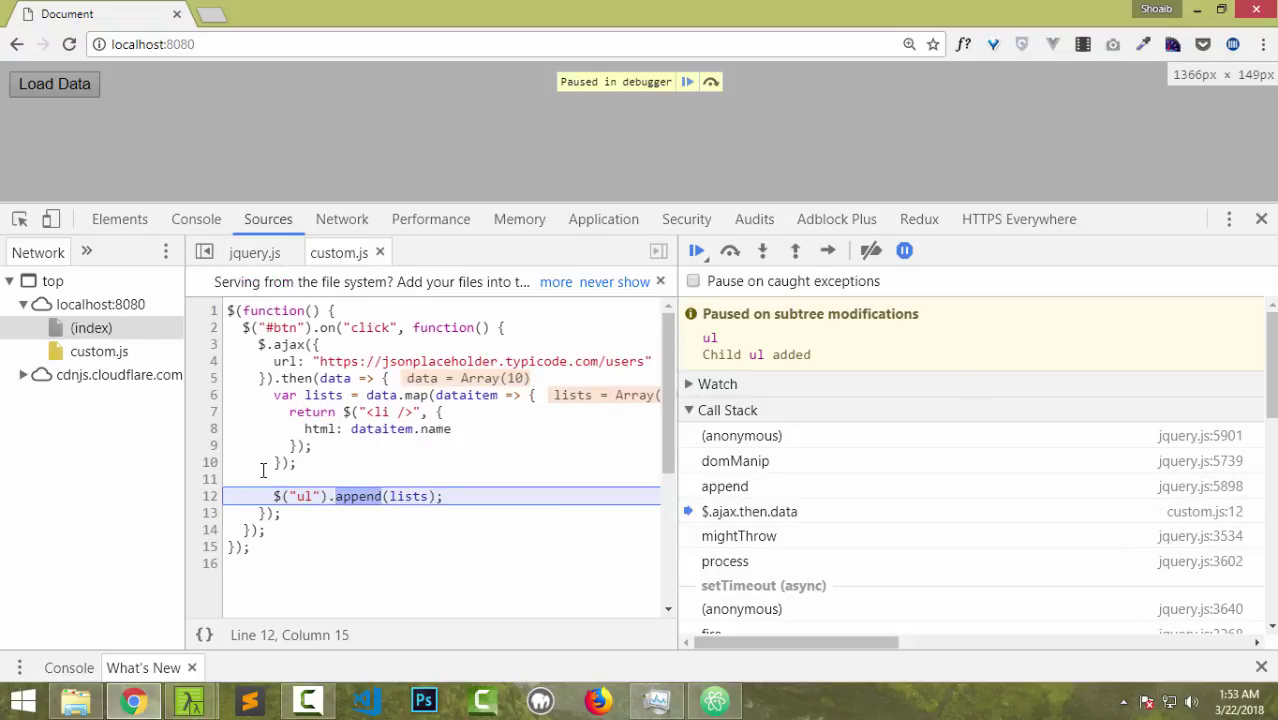 Document
Shoaib
localhost:8080
f?
Load Data
Paused in debugger
1366px × 149px
Elements Console Sources Network Performance Memory Application Security Audits Adblock Plus Redux HTTPS Everywhere
Network » jquery.js custom.js
Pause on caught exceptions
top
Serving from the file system? Add your files into t... more never show
localhost:8080
(index)
custom.js
cdnjs.cloudflare.com
1 $(function() {
2 $("#btn").on("click", function() {
3 $.ajax({
4 url: "https://jsonplaceholder.typicode.com/users"
5 }).then(data => { data = Array(10)
6 var lists = data.map(dataitem => { lists = Array(
7 return $("<li />", {
8 html: dataitem.name
9 });
10 });
11
12 $("ul").append(lists);
13 });
14 });
15 });
16
{} Line 12, Column 15
Paused on subtree modifications
ul
Child ul added
Watch
Call Stack
(anonymous) jquery.js:5901
domManip jquery.js:5739
append jquery.js:5898
$.ajax.then.data custom.js:12
mightThrow jquery.js:3534
process jquery.js:3602
setTimeout (async)
(anonymous) jquery.js:3640
fire jquery.js:3268
Console What's New
Ps
1:53 AM
3/22/2018